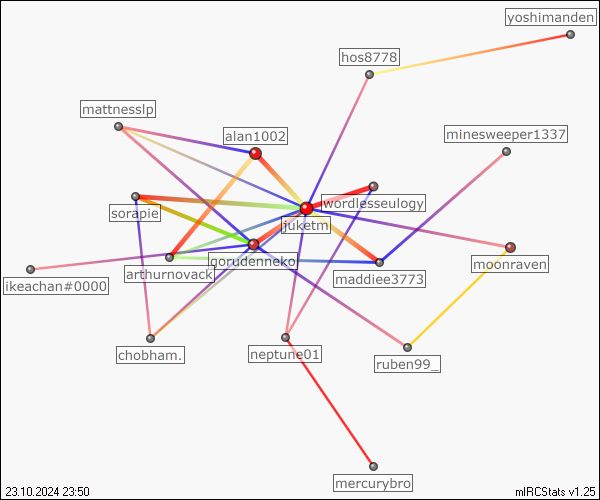 yoshimanden
hos8778
mattnesslp
alan1002
minesweeper1337
wordlesseulogy
sorapie
juketm
gorudenneko
moonraven
arthurnovack
maddiee3773
ikeachan#0000
chobham.
neptune01
ruben99_
mercurybro
23.10.2024 23:50
mIRCStats v1.25